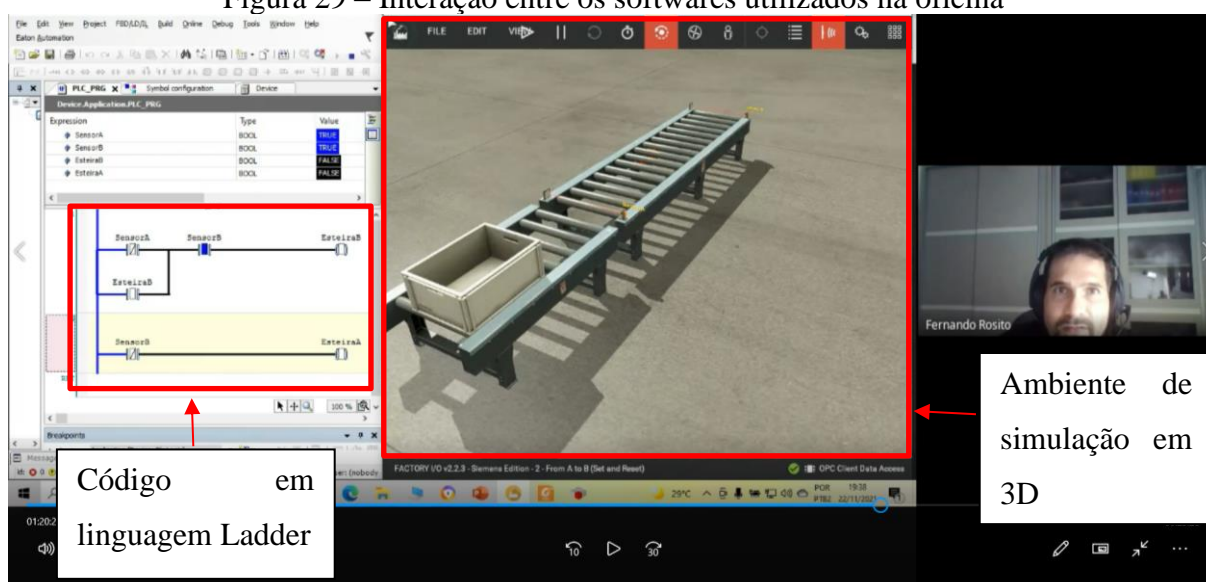 Figura 29 – Interação entre os softwares utilizados na oficina
File Edit View Project FBD/LD/IL Build Online Debug Tools Window Help
Eaton Automation
PLC_PRG Symbol configuration Device
Device.Application.PLC_PRG
Expression Type Value
SensorA BOOL TRUE
SensorB BOOL TRUE
EsteiraB BOOL FALSE
EsteiraA BOOL FALSE
SensorA SensorB EsteiraB
EsteiraB
SensorB EsteiraA
100 %
Breakpoints
FILE EDIT VIEW
FACTORY I/O v2.2.3 - Siemens Edition - 2 - From A to B (Set and Reset) OPC Client Data Access
Fernando Rosito
Ambiente de
simulação em
3D
Código em
linguagem Ladder
29°C POR 19:38
PTB2 22/11/2021
01:20:2
10 30